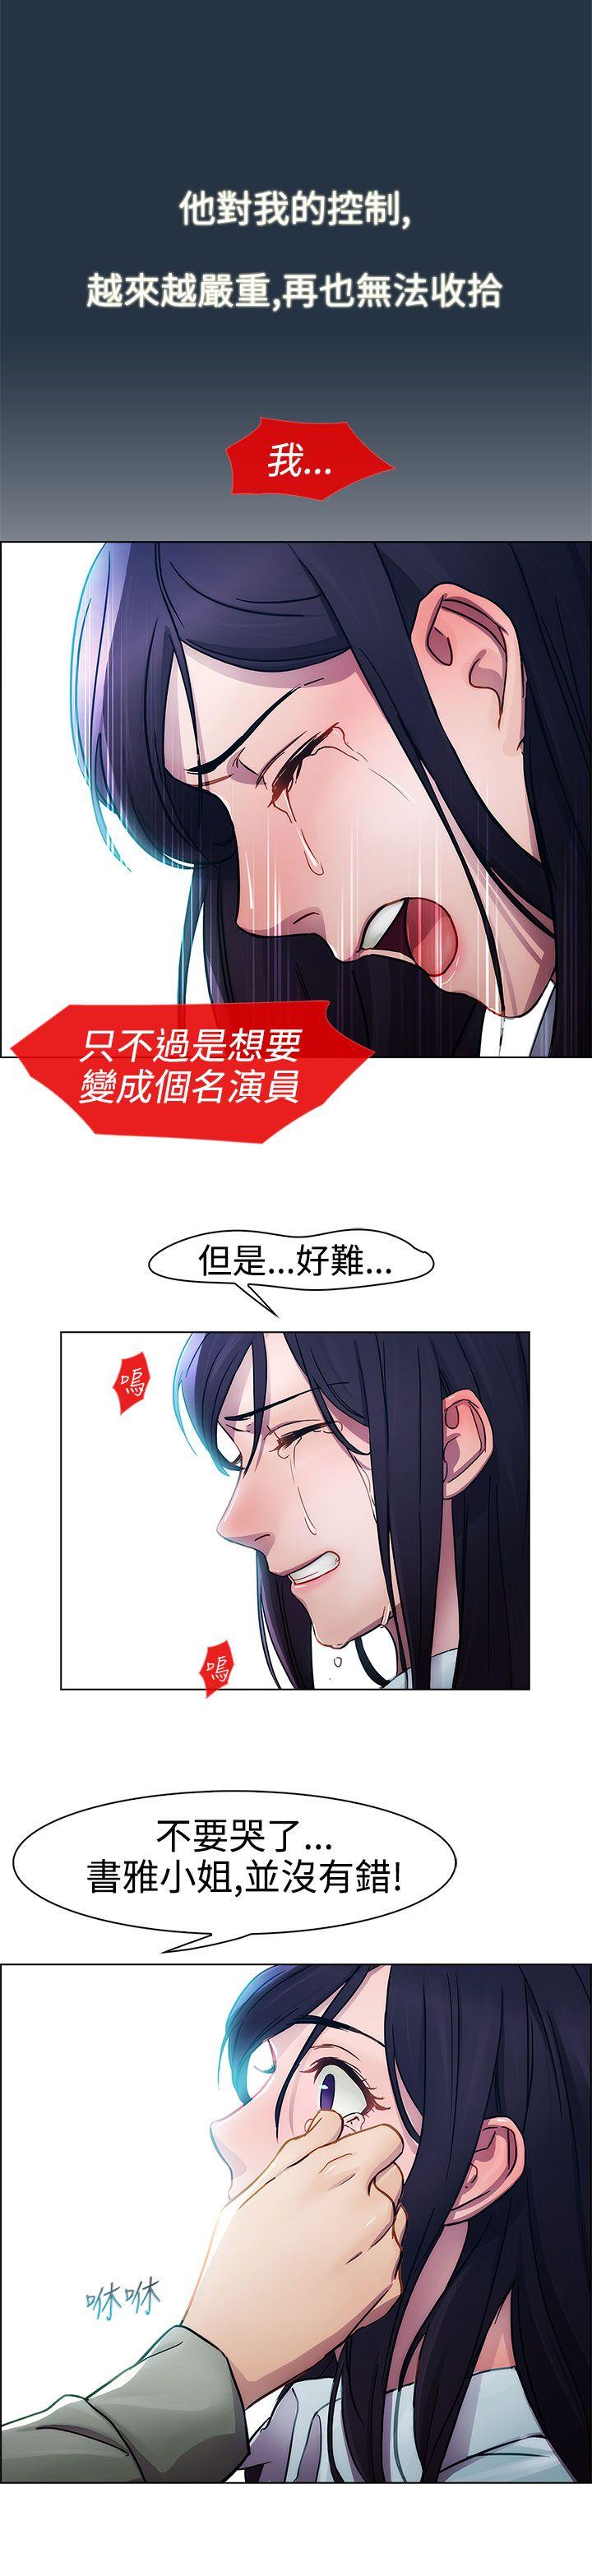 他對我的控制,
越來越嚴重,再也無法收拾
我...
只不過是想要
變成個名演員
但是...好難...
嗚
嗚
不要哭了...
書雅小姐,並沒有錯!
咻咻